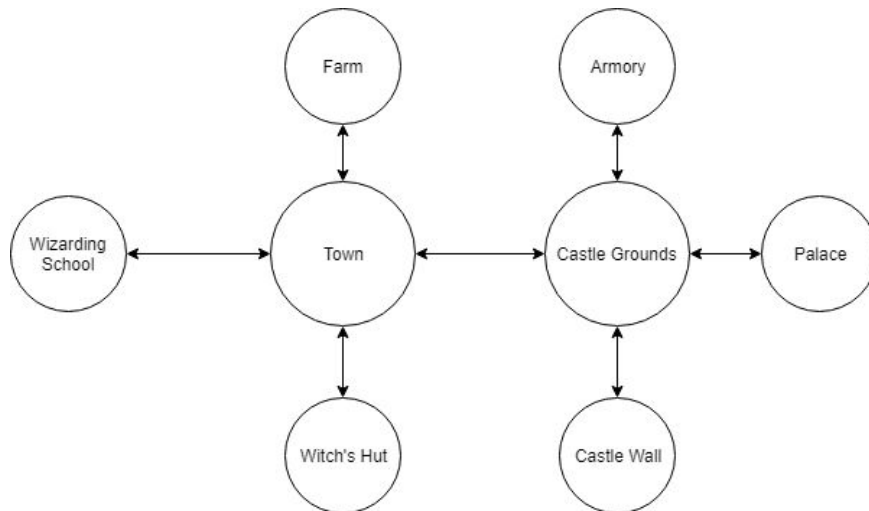 Farm
Armory
Wizarding
School
Town
Castle Grounds
Palace
Witch's Hut
Castle Wall